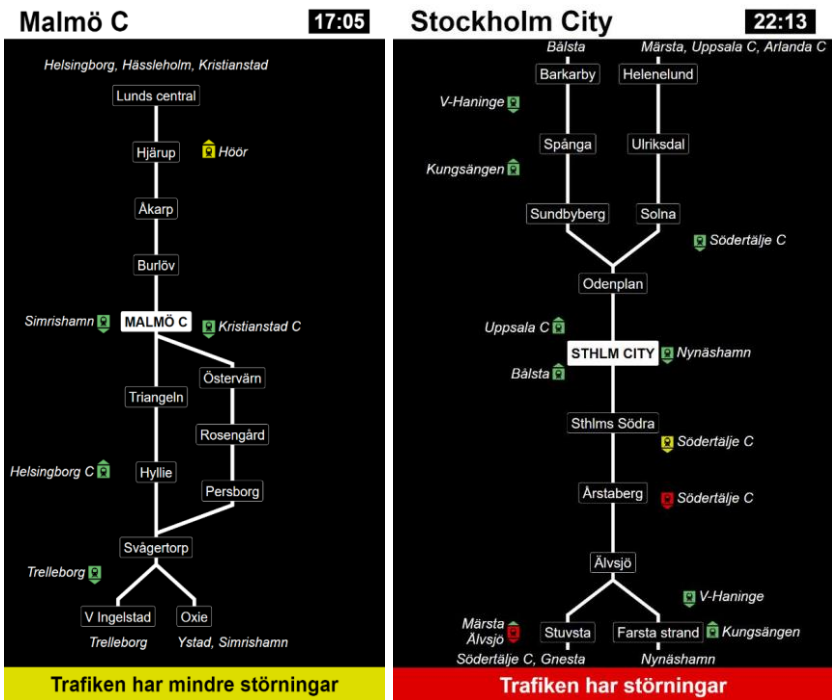 Malmö C 17:05
Helsingborg, Hässleholm, Kristianstad
Lunds central
Hjärup Höör
Åkarp
Burlöv
Simrishamn MALMÖ C Kristianstad C
Östervärn
Triangeln
Rosengård
Helsingborg C Hyllie
Persborg
Svågertorp
Trelleborg
V Ingelstad Oxie
Trelleborg Ystad, Simrishamn
Trafiken har mindre störningar
Stockholm City 22:13
Bålsta Märsta, Uppsala C, Arlanda C
Barkarby Helenelund
V-Haninge
Spånga Ulriksdal
Kungsängen
Sundbyberg Solna
Södertälje C
Odenplan
Uppsala C
STHLM CITY Nynäshamn
Bålsta
Sthlms Södra
Södertälje C
Årstaberg Södertälje C
Älvsjö
V-Haninge
Märsta
Älvsjö Stuvsta Farsta strand Kungsängen
Södertälje C, Gnesta Nynäshamn
Trafiken har störningar